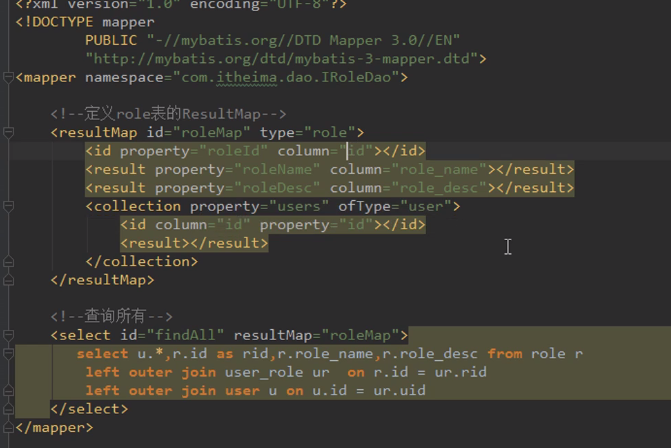 <?xml version="1.0" encoding="UTF-8"?>
<!DOCTYPE mapper
PUBLIC "-//mybatis.org//DTD Mapper 3.0//EN"
"http://mybatis.org/dtd/mybatis-3-mapper.dtd">
<mapper namespace="com.itheima.dao.IRoleDao">
<!--定义role表的ResultMap-->
<resultMap id="roleMap" type="role">
<id property="roleId" column="id"></id>
<result property="roleName" column="role_name"></result>
<result property="roleDesc" column="role_desc"></result>
<collection property="users" ofType="user">
<id column="id" property="id"></id>
<result></result>
</collection>
</resultMap>
<!--查询所有-->
<select id="findAll" resultMap="roleMap">
select u.*,r.id as rid,r.role_name,r.role_desc from role r
left outer join user_role ur  on r.id = ur.rid
left outer join user u on u.id = ur.uid
</select>
</mapper>